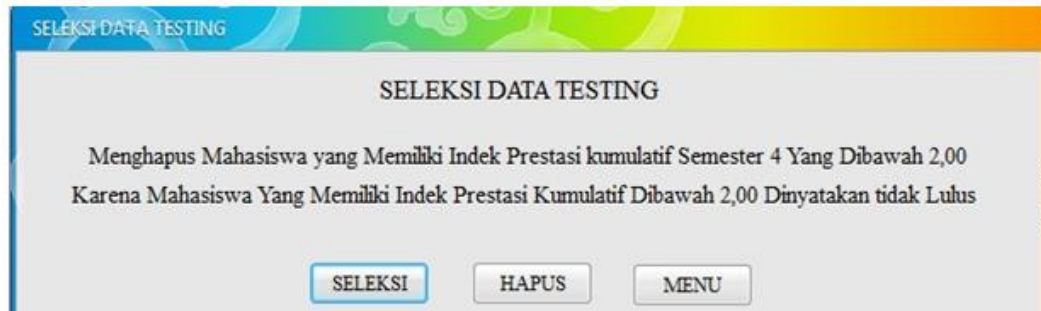 SELEKSI DATA TESTING
SELEKSI DATA TESTING
Menghapus Mahasiswa yang Memiliki Indek Prestasi kumulatif Semester 4 Yang Dibawah 2,00
Karena Mahasiswa Yang Memiliki Indek Prestasi Kumulatif Dibawah 2,00 Dinyatakan tidak Lulus
SELEKSI HAPUS MENU